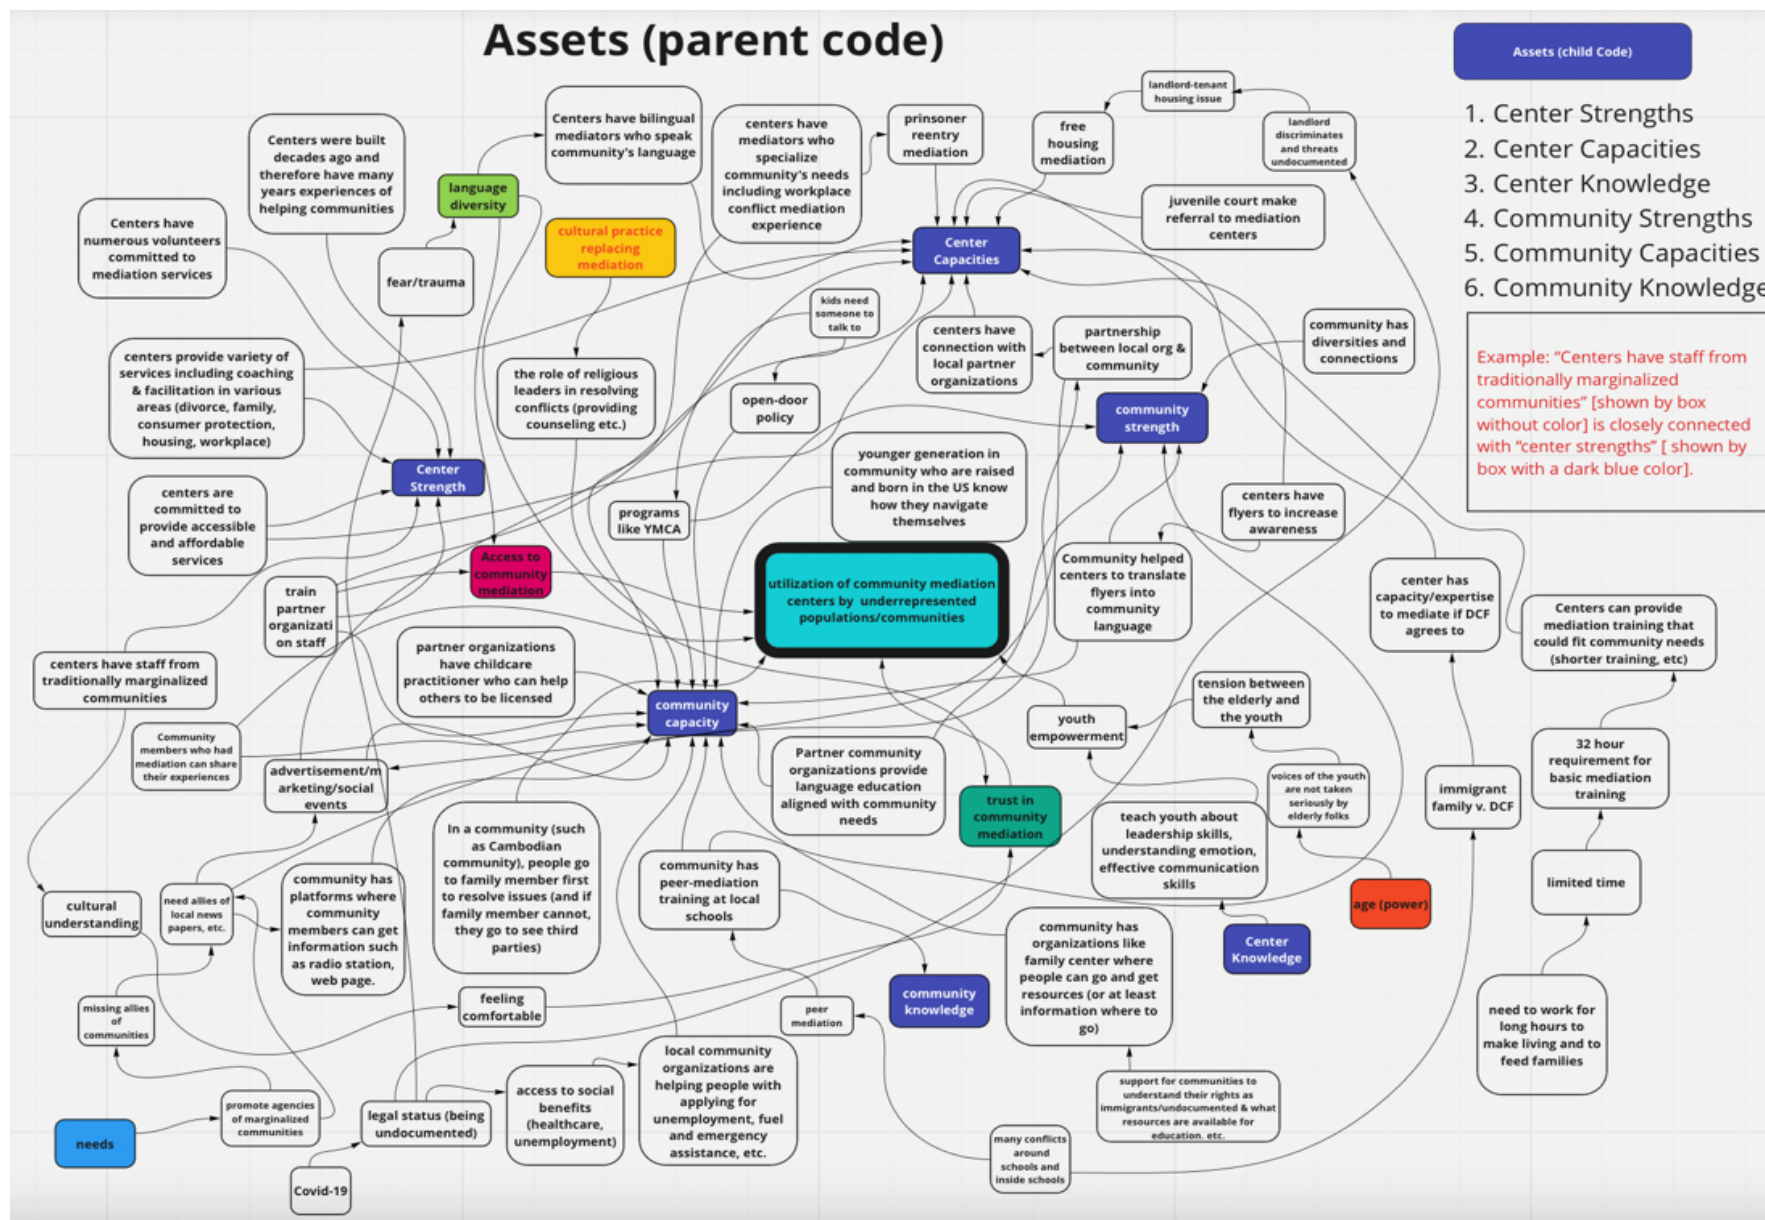 Assets (parent code)
Assets (child Code)
1. Center Strengths
2. Center Capacities
3. Center Knowledge
4. Community Strengths
5. Community Capacities
6. Community Knowledge
Example: “Centers have staff from
traditionally marginalized
communities” [shown by box
without color] is closely connected
with “center strengths” [ shown by
box with a dark blue color].
landlord-tenant
housing issue
landlord
discriminates
and threats
undocumented
free
housing
mediation
prinsoner
reentry
mediation
centers have
mediators who
specialize
community's needs
including workplace
conflict mediation
experience
Centers have bilingual
mediators who speak
community's language
Centers were built
decades ago and
therefore have many
years experiences of
helping communities
language
diversity
Centers have
numerous volunteers
committed to
mediation services
cultural practice
replacing
mediation
fear/trauma
juvenile court make
referral to mediation
centers
Center
Capacities
kids need
someone to
talk to
centers have
connection with
local partner
organizations
partnership
between local org &
community
community has
diversities and
connections
centers provide variety of
services including coaching
& facilitation in various
areas (divorce, family,
consumer protection,
housing, workplace)
the role of religious
leaders in resolving
conflicts (providing
counseling etc.)
open-door
policy
community
strength
younger generation in
community who are raised
and born in the US know
how they navigate
themselves
Center
Strength
centers are
committed to
provide accessible
and affordable
services
programs
like YMCA
centers have
flyers to increase
awareness
Access to
community
mediation
utilization of community mediation
centers by underrepresented
populations/communities
Community helped
centers to translate
flyers into
community
language
center has
capacity/expertise
to mediate if DCF
agrees to
Centers can provide
mediation training that
could fit community needs
(shorter training, etc)
train
partner
organizati
on staff
partner organizations
have childcare
practitioner who can help
others to be licensed
centers have staff from
traditionally marginalized
communities
community
capacity
tension between
the elderly and
the youth
youth
empowerment
Community
members who had
mediation can share
their experiences
advertisement/m
arketing/social
events
Partner community
organizations provide
language education
aligned with community
needs
trust in
community
mediation
voices of the youth
are not taken
seriously by
elderly folks
immigrant
family v. DCF
32 hour
requirement for
basic mediation
training
teach youth about
leadership skills,
understanding emotion,
effective communication
skills
In a community (such
as Cambodian
community), people go
to family member first
to resolve issues (and if
family member cannot,
they go to see third
parties)
community has
peer-mediation
training at local
schools
community has
platforms where
community
members can get
information such
as radio station,
web page.
need allies of
local news
papers, etc.
cultural
understanding
age (power)
limited time
community has
organizations like
family center where
people can go and get
resources (or at least
information where to
go)
Center
Knowledge
community
knowledge
feeling
comfortable
peer
mediation
missing allies
of
communities
need to work for
long hours to
make living and to
feed families
local community
organizations are
helping people with
applying for
unemployment, fuel
and emergency
assistance, etc.
access to social
benefits
(healthcare,
unemployment)
support for communities to
understand their rights as
immigrants/undocumented & what
resources are available for
education, etc.
promote agencies
of marginalized
communities
legal status (being
undocumented)
needs
many conflicts
around
schools and
inside schools
Covid-19